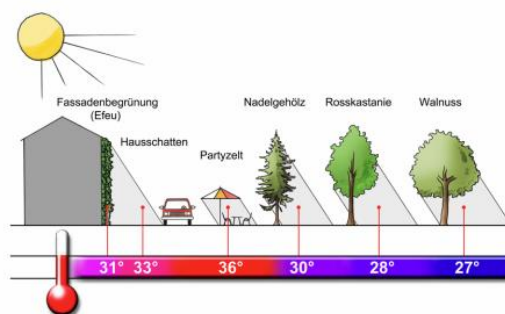 Fassadenbegrünung
(Efeu)
Hausschatten
Partyzelt
Nadelgehölz
Rosskastanie
Walnuss
31° 33° 36° 30° 28° 27°